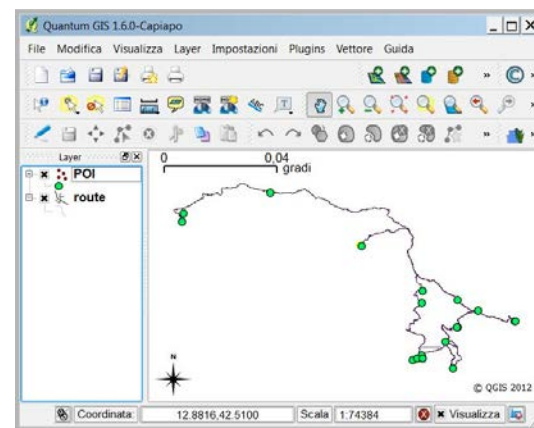 Quantum GIS 1.6.0-Capiapo
File Modifica Visualizza Layer Impostazioni Plugins Vettore Guida
Layer
POI
route
0 0,04
gradi
N
© QGIS 2012
Coordinata: 12.8816,42.5100 Scala 1:74384 Visualizza